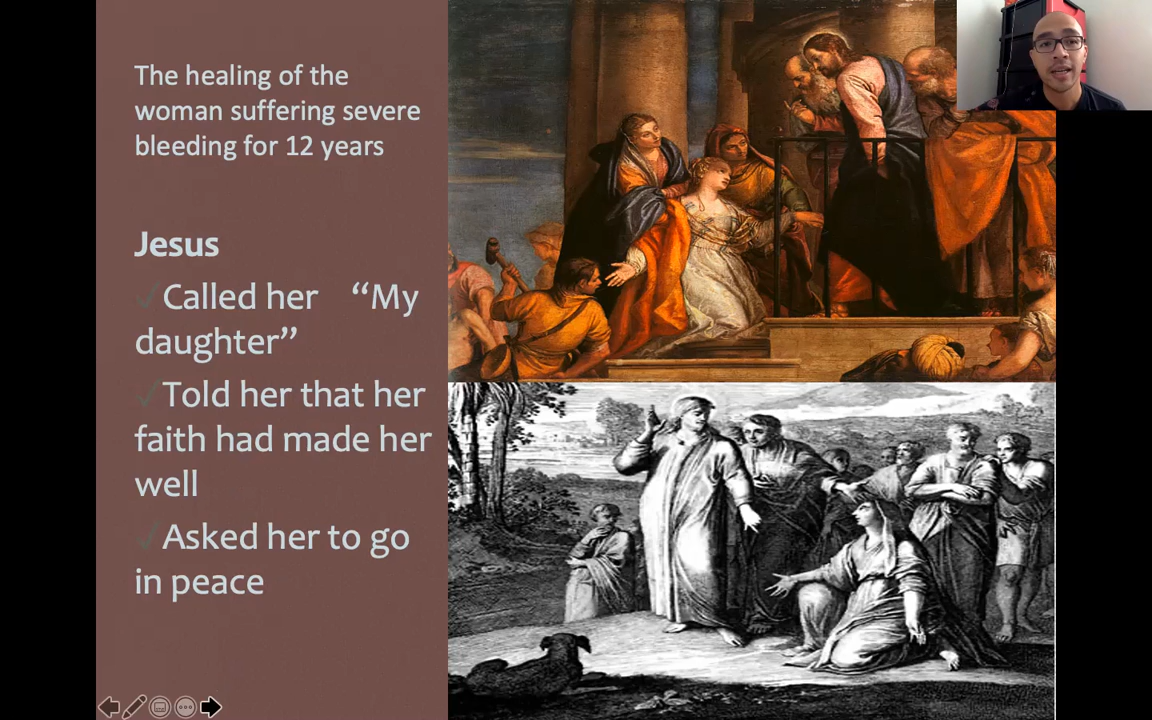 The healing of the
woman suffering severe
bleeding for 12 years
Jesus
✓Called her “My
daughter”
✓Told her that her
faith had made her
well
✓Asked her to go
in peace